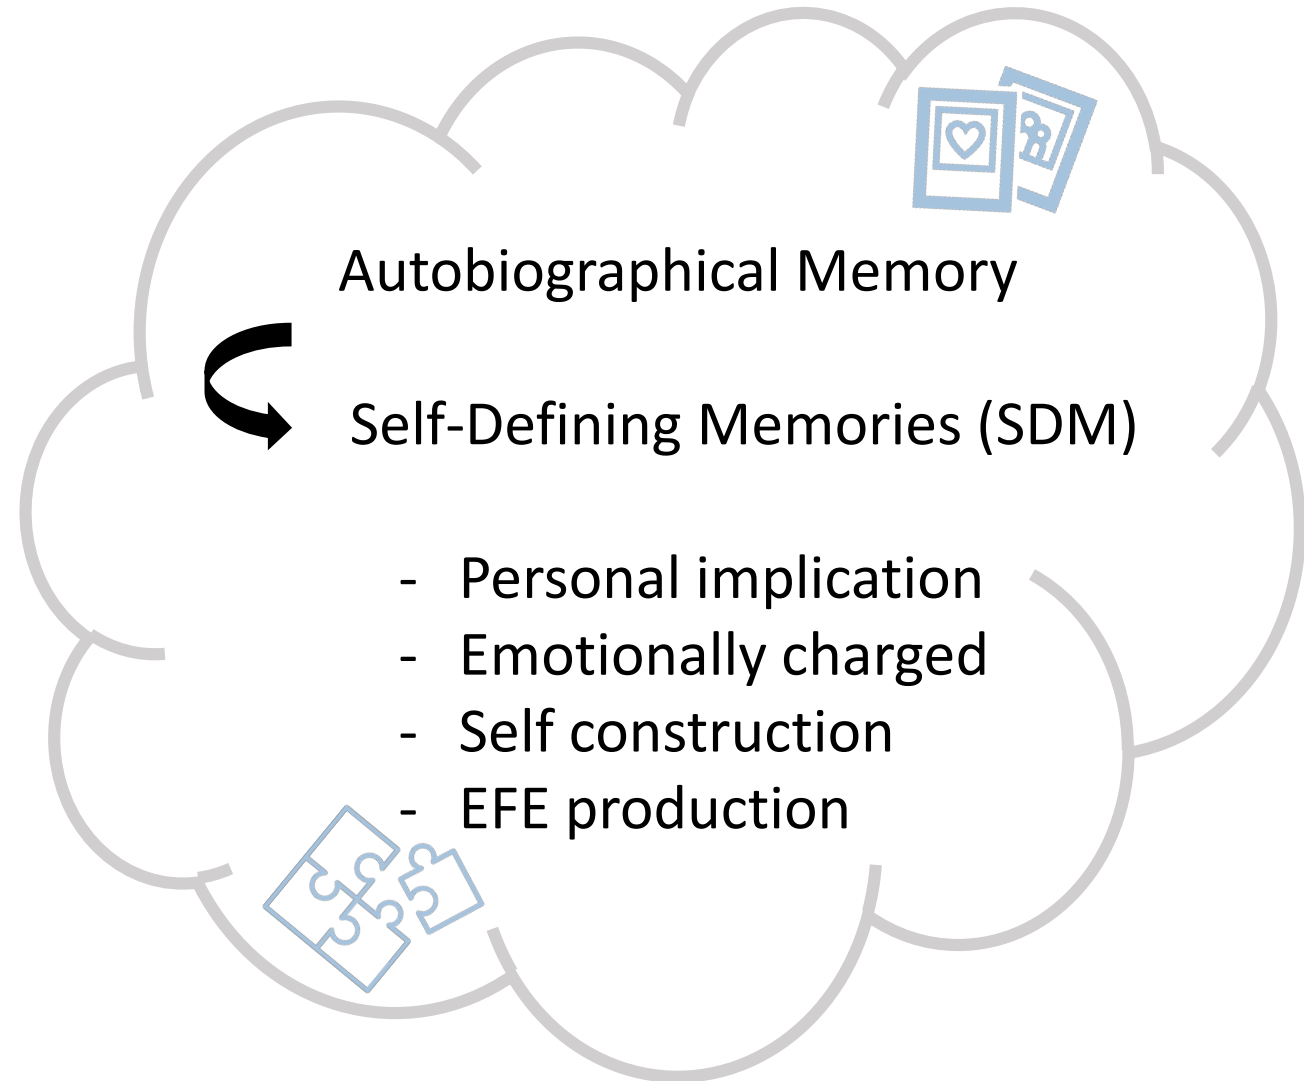 Autobiographical Memory
Self-Defining Memories (SDM)
- Personal implication
- Emotionally charged
- Self construction
- EFE production